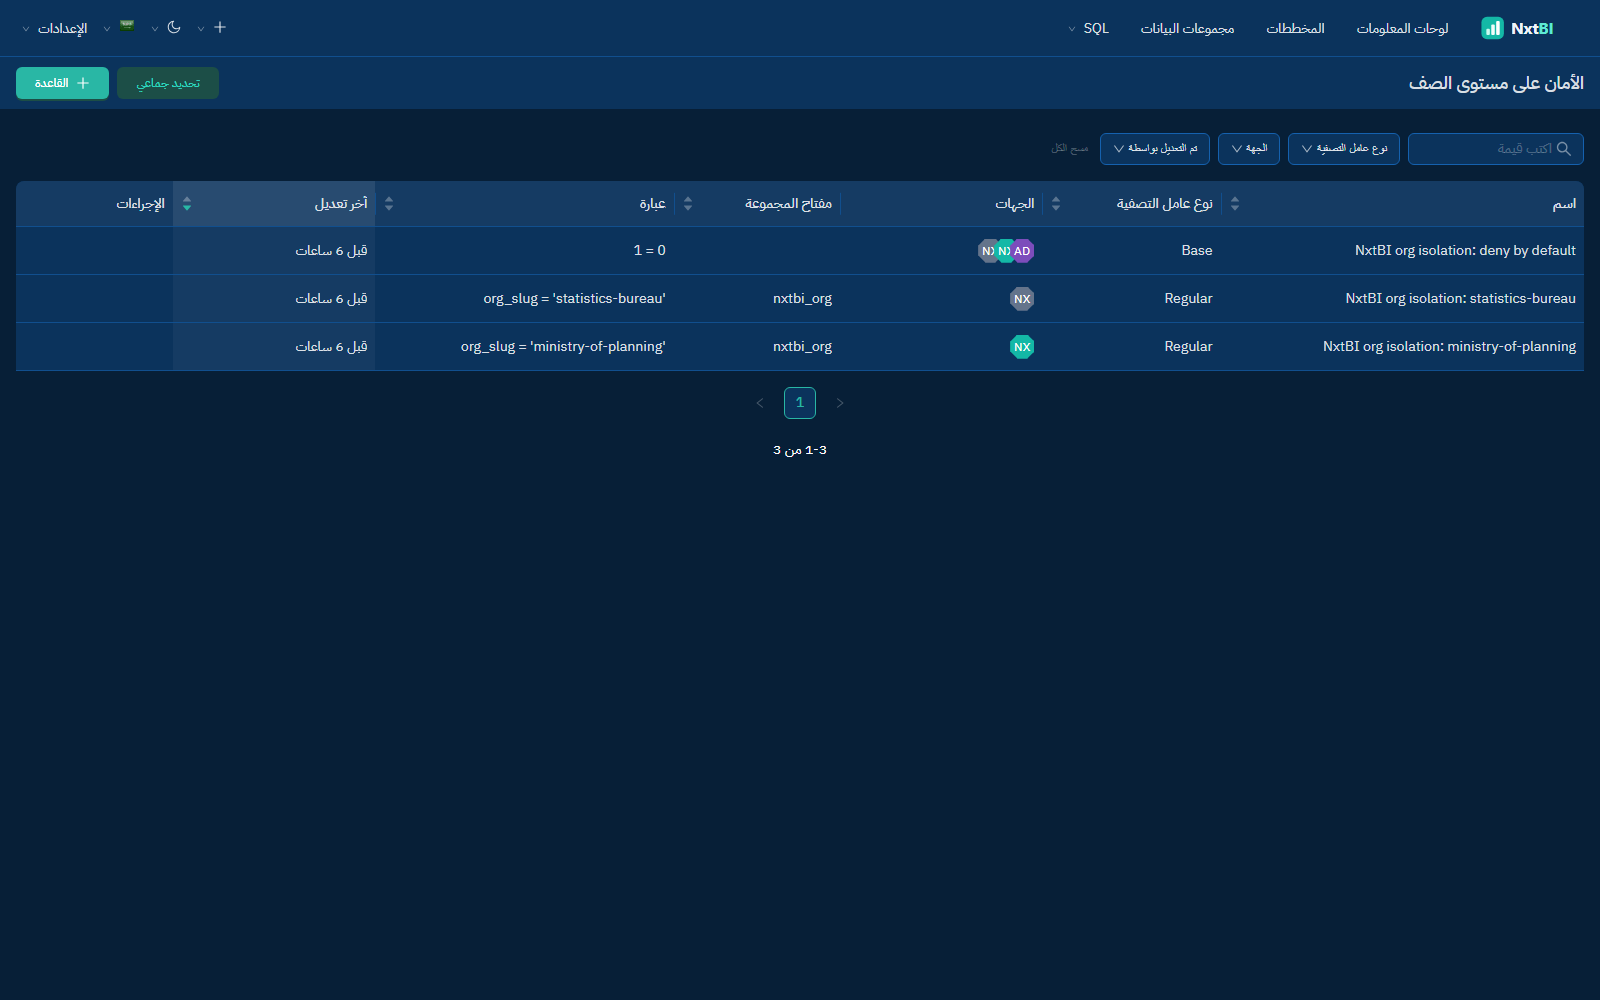 NxtBI لوحات المعلومات المخططات مجموعات البيانات SQL
الإعدادات
الأمان على مستوى الصف
تحديد جماعي
القاعدة
اكتب قيمة
نوع عامل التصفية
الجهة
تم التعديل بواسطة
مسح الكل
اسم نوع عامل التصفية الجهات مفتاح المجموعة عبارة آخر تعديل الإجراءات
NxtBI org isolation: deny by default Base AD NX NX 1 = 0 قبل 6 ساعات
NxtBI org isolation: statistics-bureau Regular NX nxtbi_org org_slug = 'statistics-bureau' قبل 6 ساعات
NxtBI org isolation: ministry-of-planning Regular NX nxtbi_org org_slug = 'ministry-of-planning' قبل 6 ساعات
1
1-3 من 3